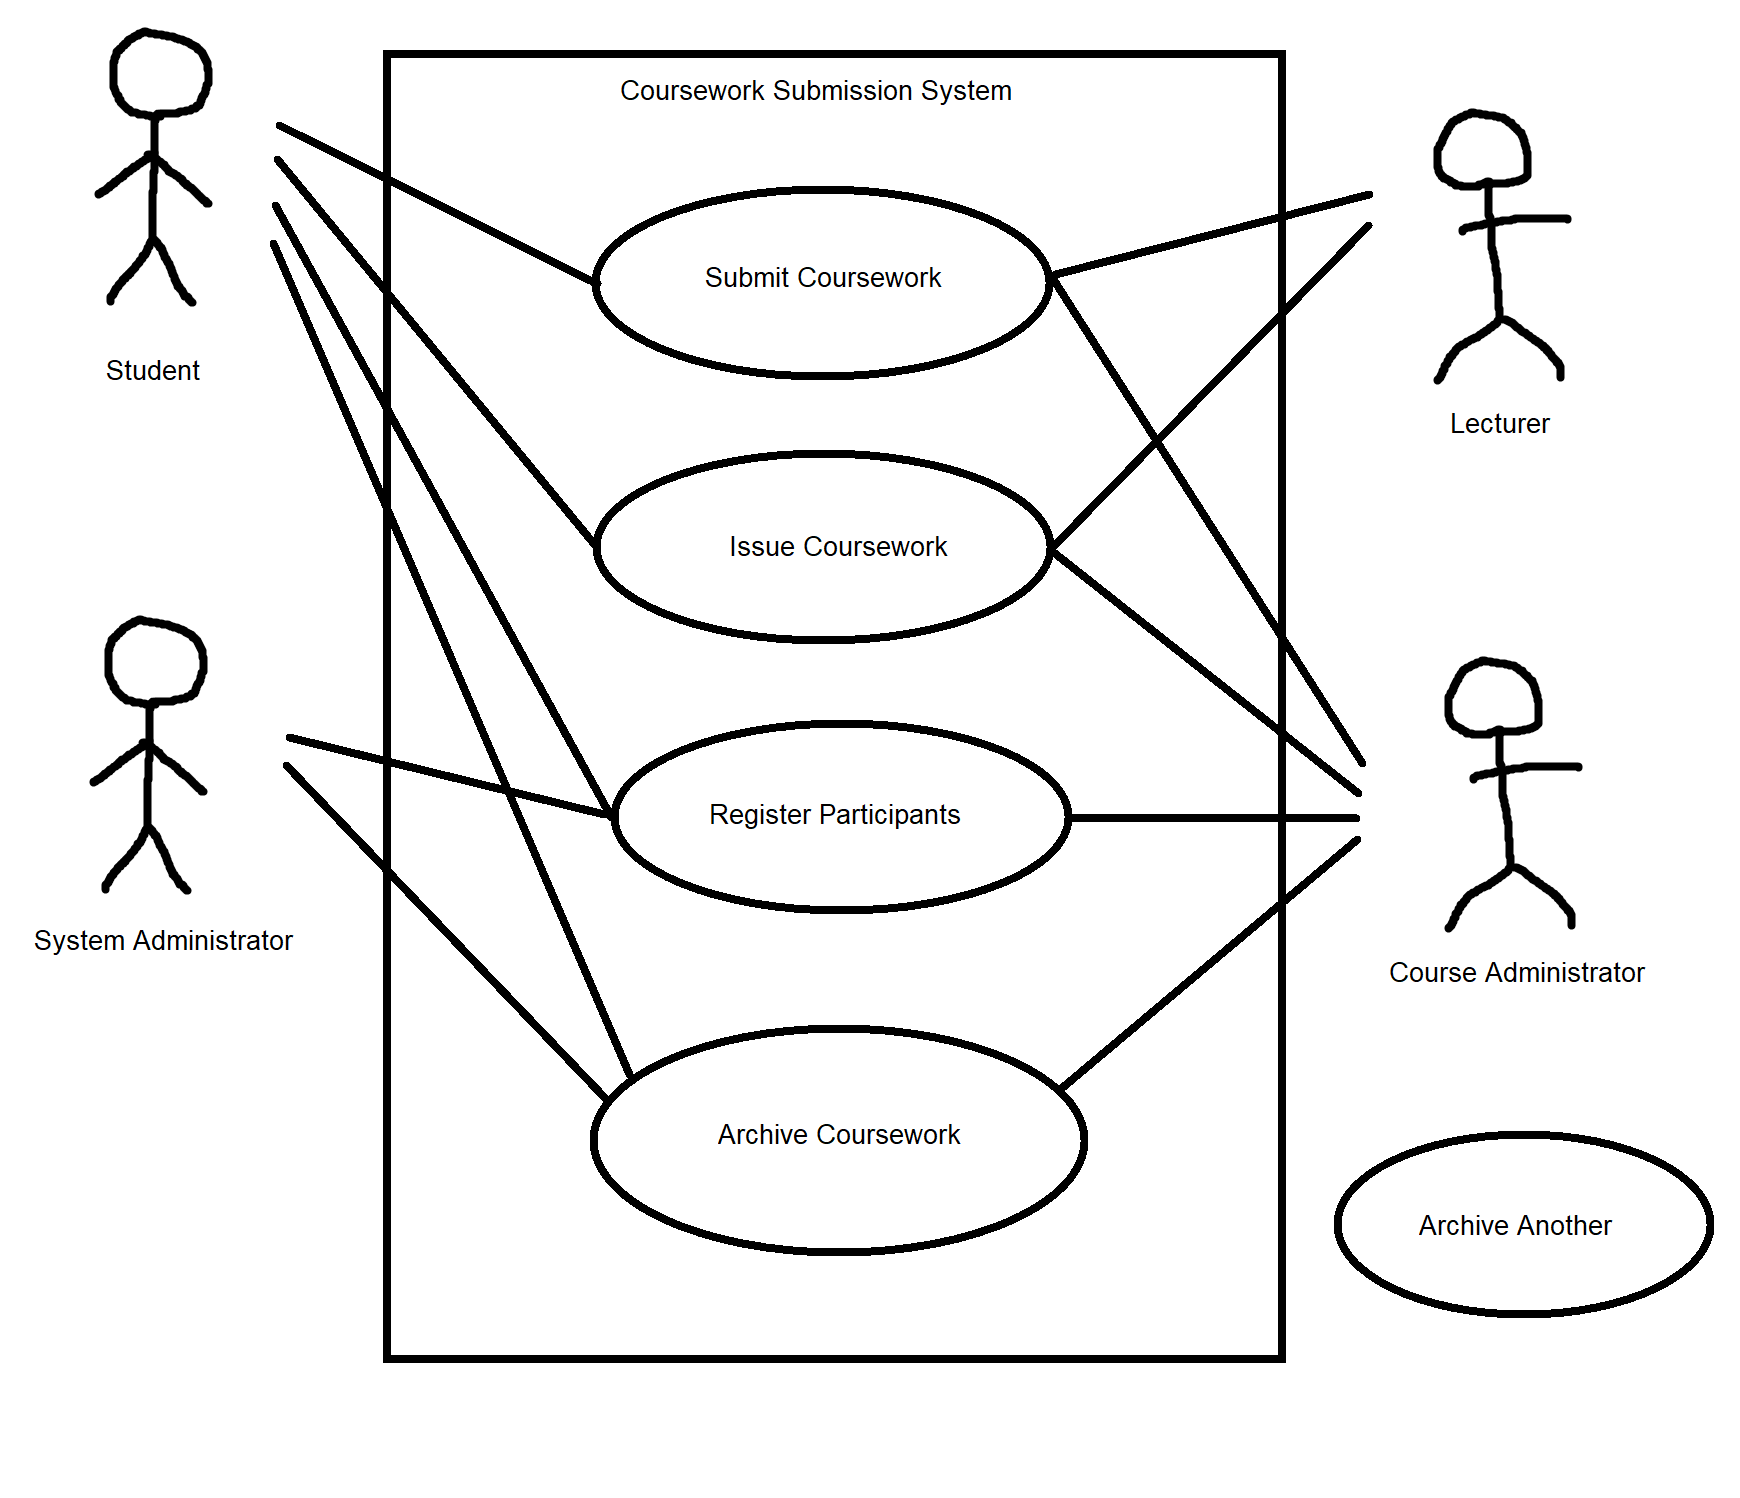 Coursework Submission System
Submit Coursework
Student
Lecturer
Issue Coursework
Register Participants
System Administrator
Course Administrator
Archive Coursework
Archive Another